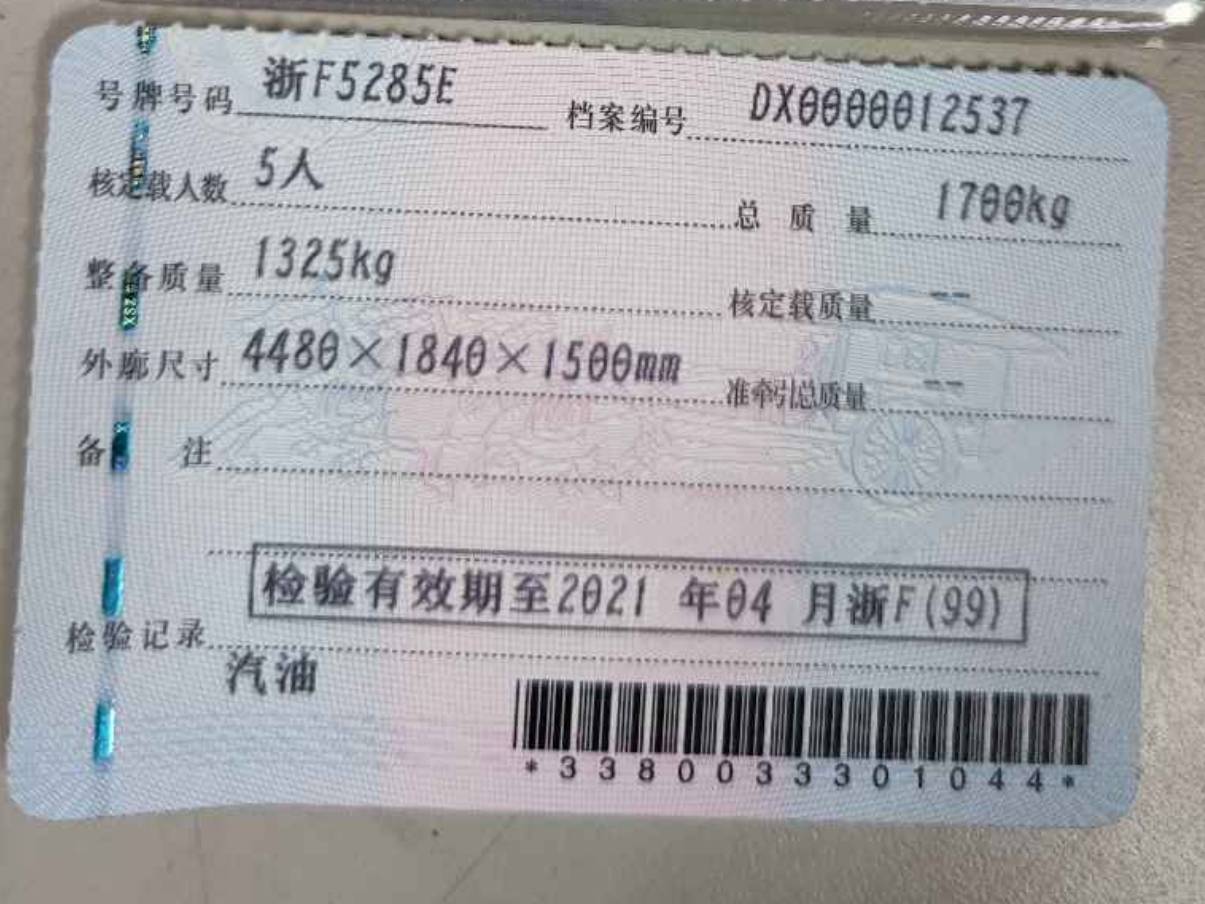 号牌号码 浙F5285E 档案编号 DX0000012537
核定载人数 5人 总质量 1700kg
整备质量 1325kg 核定载质量 --
外廓尺寸 4480×1840×1500mm 准牵引总质量 --
备注
检验有效期至2021 年04 月浙F(99)
检验记录
汽油
*3380033301044*